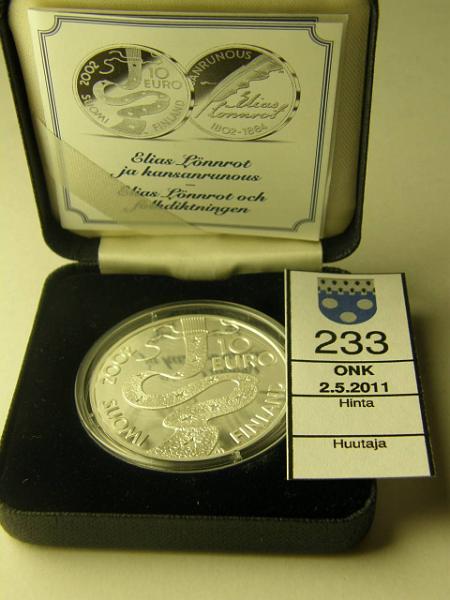 2002
10
EURO
SUOMI
FINLAND
KANSANRUNOUS
Elias
Lönnrot
1802-1884
Elias Lönnrot
ja kansanrunous
Elias Lönnrot och
folkdiktningen
2002
10
EURO
SUOMI
FINLAND
233
ONK
2.5.2011
Hinta
Huutaja